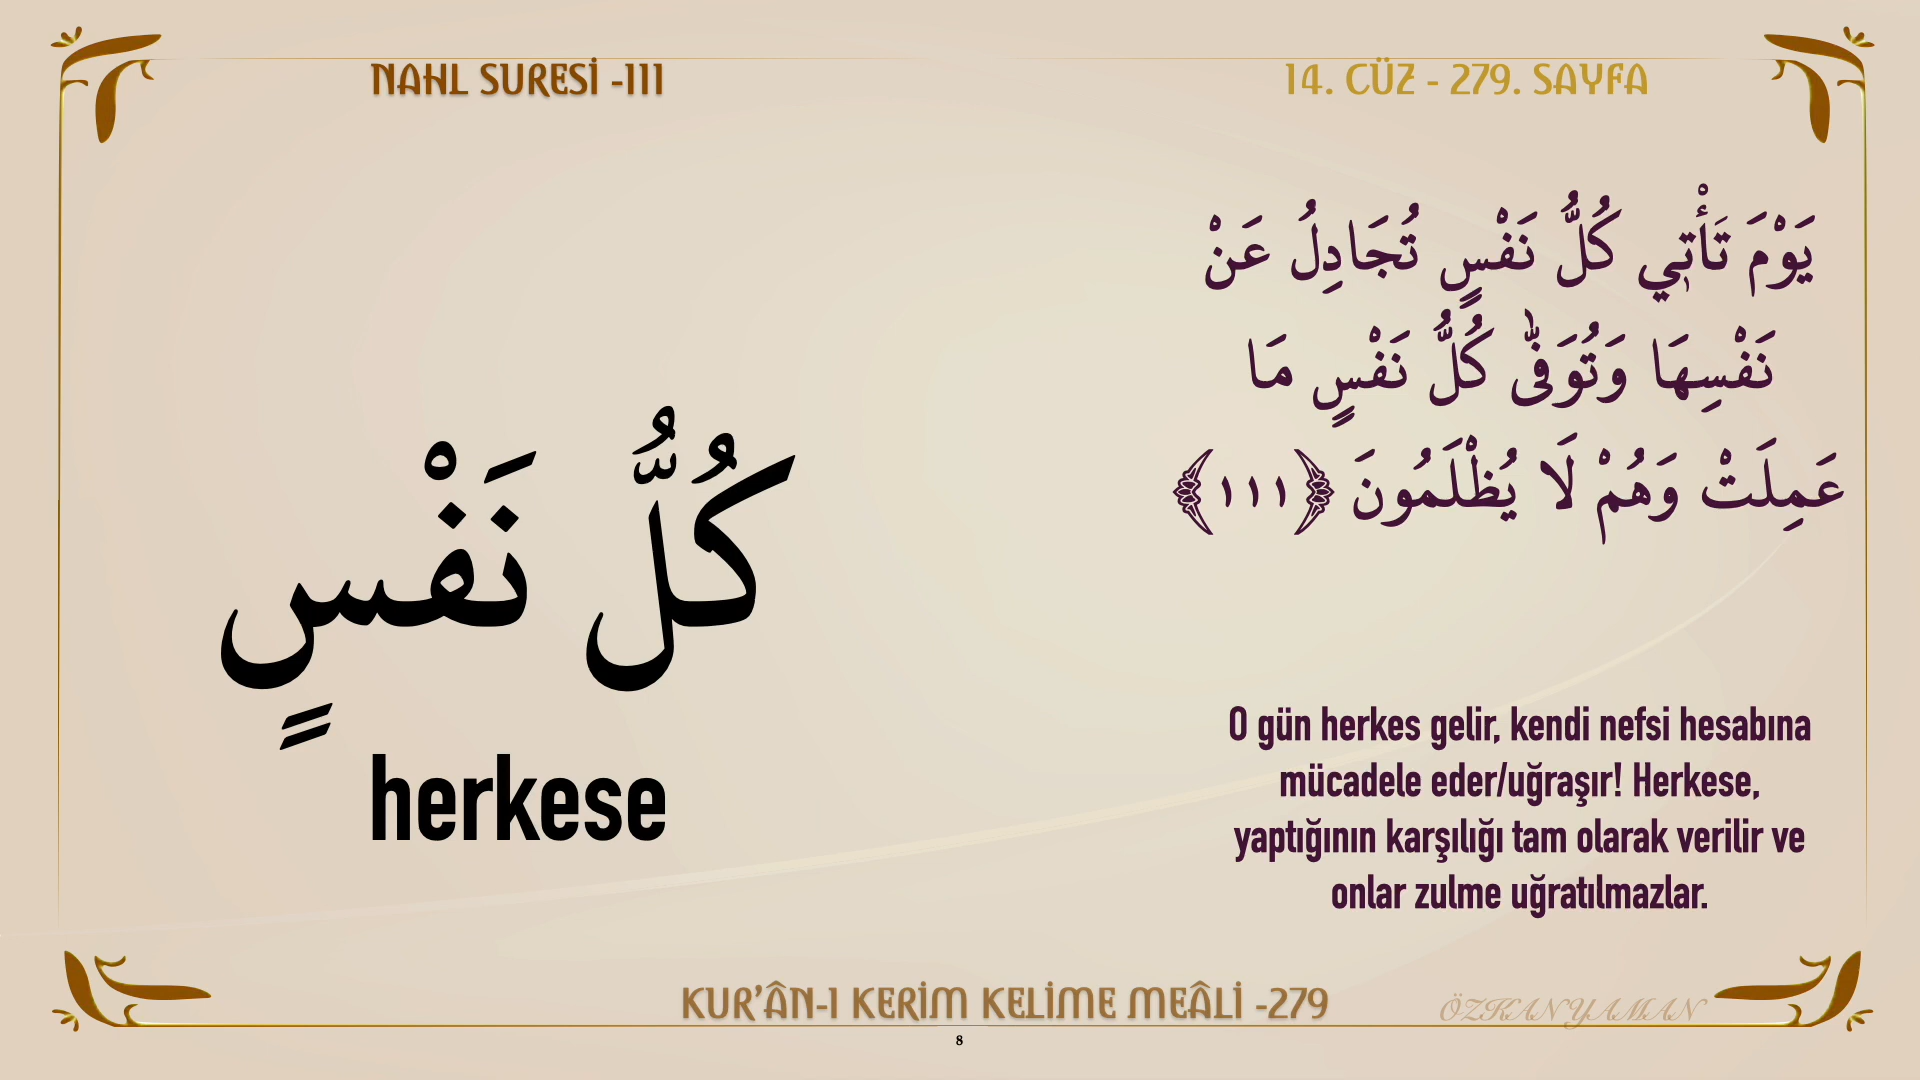 NAHL SURESİ -111
14. CÜZ - 279. SAYFA
يَوْمَ تَأْتٖي كُلُّ نَفْسٍ تُجَادِلُ عَنْ
نَفْسِهَا وَتُوَفّٰى كُلُّ نَفْسٍ مَا
عَمِلَتْ وَهُمْ لَا يُظْلَمُونَ ﴿١١١﴾
كُلُّ نَفْسٍ
herkese
O gün herkes gelir, kendi nefsi hesabına
mücadele eder/uğraşır! Herkese,
yaptığının karşılığı tam olarak verilir ve
onlar zulme uğratılmazlar.
KUR’ÂN-I KERİM KELİME MEÂLİ -279
ÖZKAN YAMAN
8